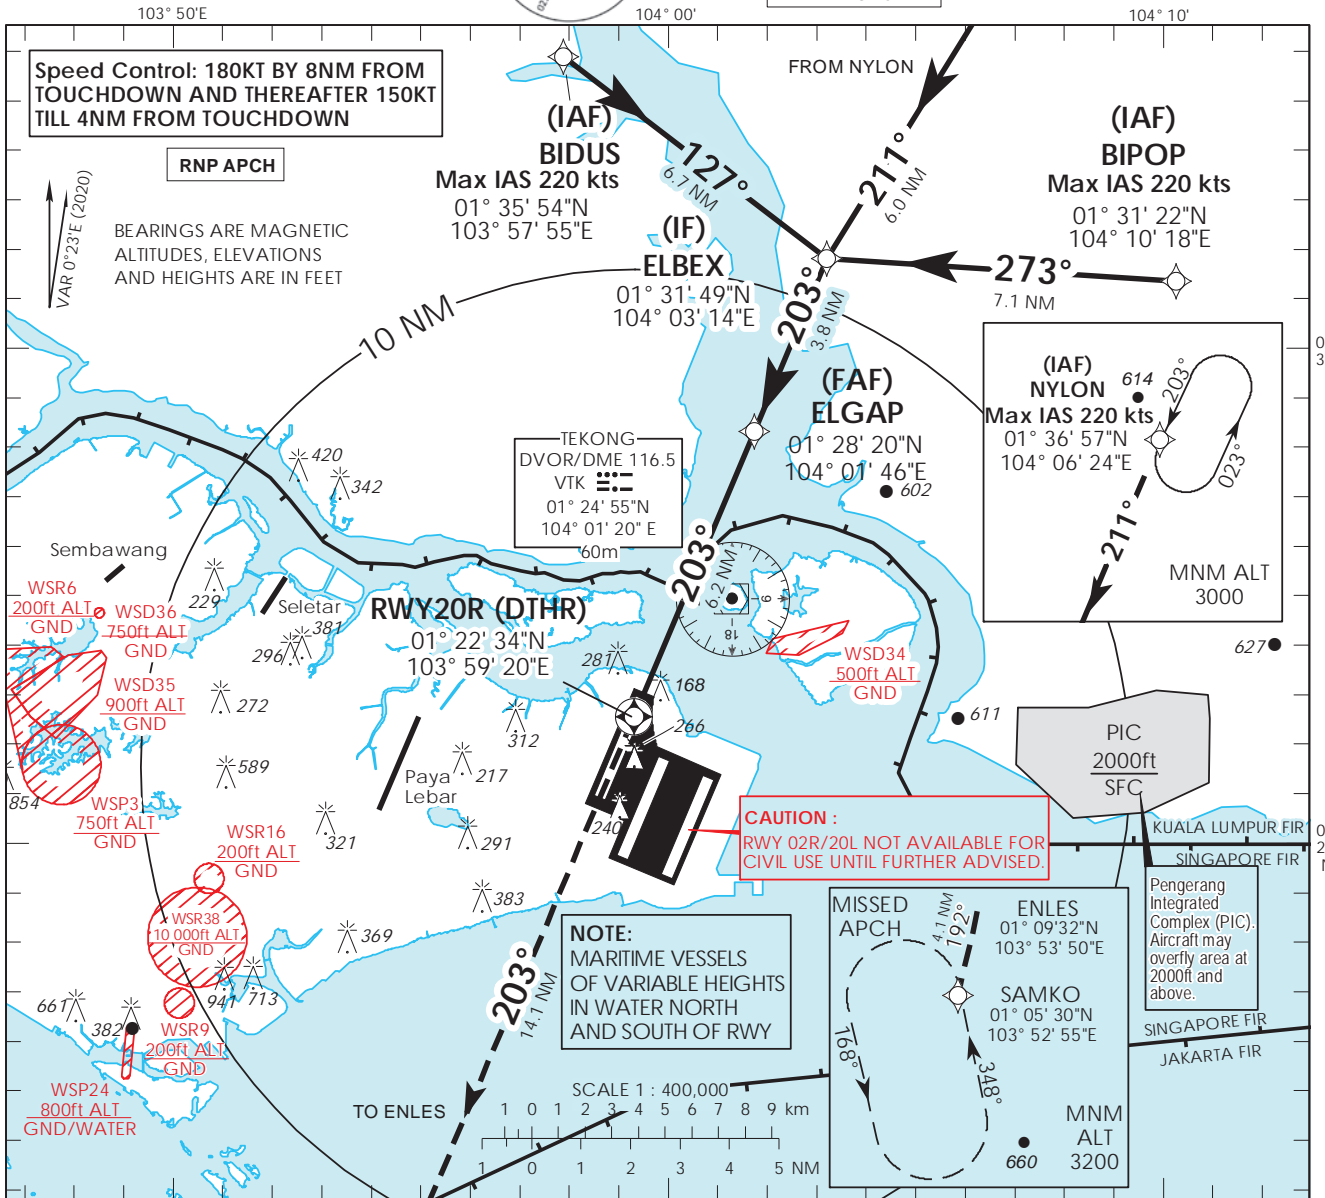 103° 50'E
104° 00'
104° 10'
02
Speed Control: 180KT BY 8NM FROM
TOUCHDOWN AND THEREAFTER 150KT
TILL 4NM FROM TOUCHDOWN
RNP APCH
VAR 0°23'E (2020)
BEARINGS ARE MAGNETIC
ALTITUDES, ELEVATIONS
AND HEIGHTS ARE IN FEET
10 NM
(IAF)
BIDUS
Max IAS 220 kts
01° 35' 54"N
103° 57' 55"E
127°
6.7 NM
FROM NYLON
211°
6.0 NM
(IAF)
BIPOP
Max IAS 220 kts
01° 31' 22"N
104° 10' 18"E
273°
7.1 NM
(IF)
ELBEX
01° 31' 49"N
104° 03' 14"E
203°
3.8 NM
(FAF)
ELGAP
01° 28' 20"N
104° 01' 46"E
602
(IAF)
NYLON
Max IAS 220 kts
01° 36' 57"N
104° 06' 24"E
614
203°
023°
211°
MNM ALT
3000
0
3
TEKONG
DVOR/DME 116.5
VTK
01° 24' 55"N
104° 01' 20" E
60m
203°
6.2 NM
9
18
420
342
Sembawang
229
Seletar
381
296
WSR6
200ft ALT
GND
WSD36
750ft ALT
GND
WSD35
900ft ALT
GND
RWY20R (DTHR)
01° 22' 34"N
103° 59' 20"E
281
168
266
WSD34
500ft ALT
GND
627
611
272
312
589
217
Paya
Lebar
854
WSP3
750ft ALT
GND
321
291
240
WSR16
200ft ALT
GND
PIC
2000ft
SFC
CAUTION :
RWY 02R/20L NOT AVAILABLE FOR
CIVIL USE UNTIL FURTHER ADVISED.
KUALA LUMPUR FIR
SINGAPORE FIR
0
2
Pengerang
Integrated
Complex (PIC).
Aircraft may
overfly area at
2000ft and
above.
383
369
WSR38
10 000ft ALT
GND
941
713
661
382
WSR9
200ft ALT
GND
WSP24
800ft ALT
GND/WATER
NOTE:
MARITIME VESSELS
OF VARIABLE HEIGHTS
IN WATER NORTH
AND SOUTH OF RWY
203°
14.1 NM
TO ENLES
MISSED
APCH
4.1 NM
192°
ENLES
01° 09'32"N
103° 53' 50"E
SAMKO
01° 05' 30"N
103° 52' 55"E
168°
348°
MNM
ALT
3200
660
SINGAPORE FIR
JAKARTA FIR
SCALE 1 : 400,000
1 0 1 2 3 4 5 6 7 8 9 km
1 0 1 2 3 4 5 NM